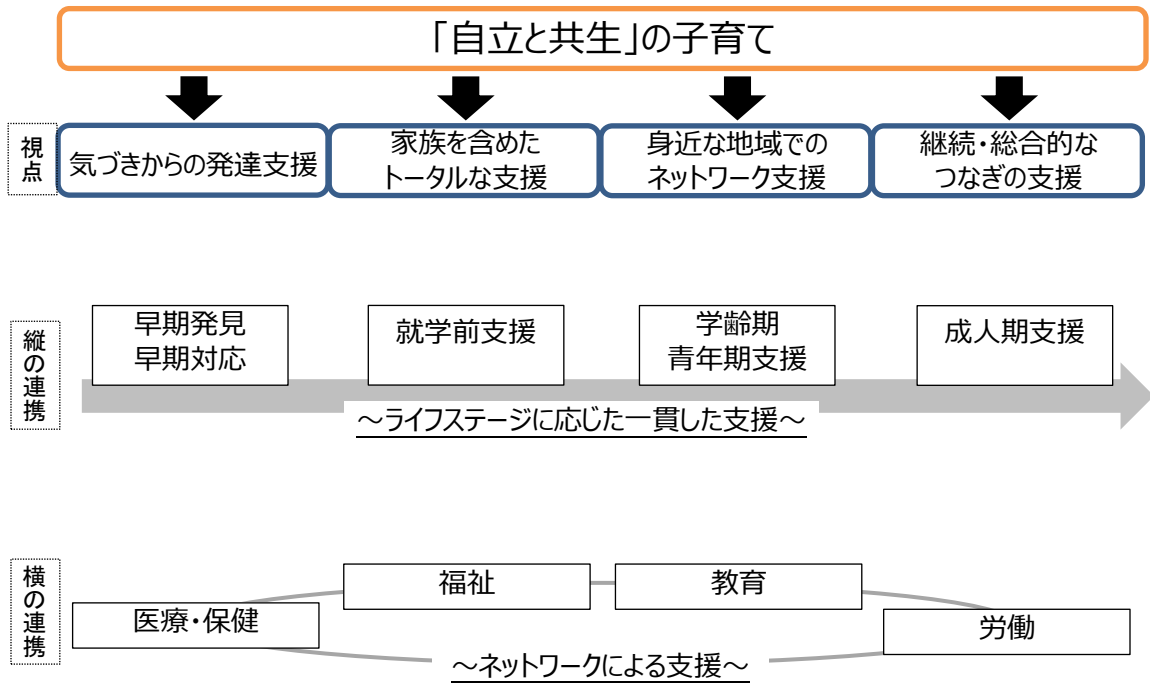 「自立と共生」の子育て
視点
気づきからの発達支援
家族を含めた
トータルな支援
身近な地域での
ネットワーク支援
継続・総合的な
つなぎの支援
縦の連携
早期発見
早期対応
就学前支援
学齢期
青年期支援
成人期支援
～ライフステージに応じた一貫した支援～
横の連携
医療・保健
福祉
教育
労働
～ネットワークによる支援～